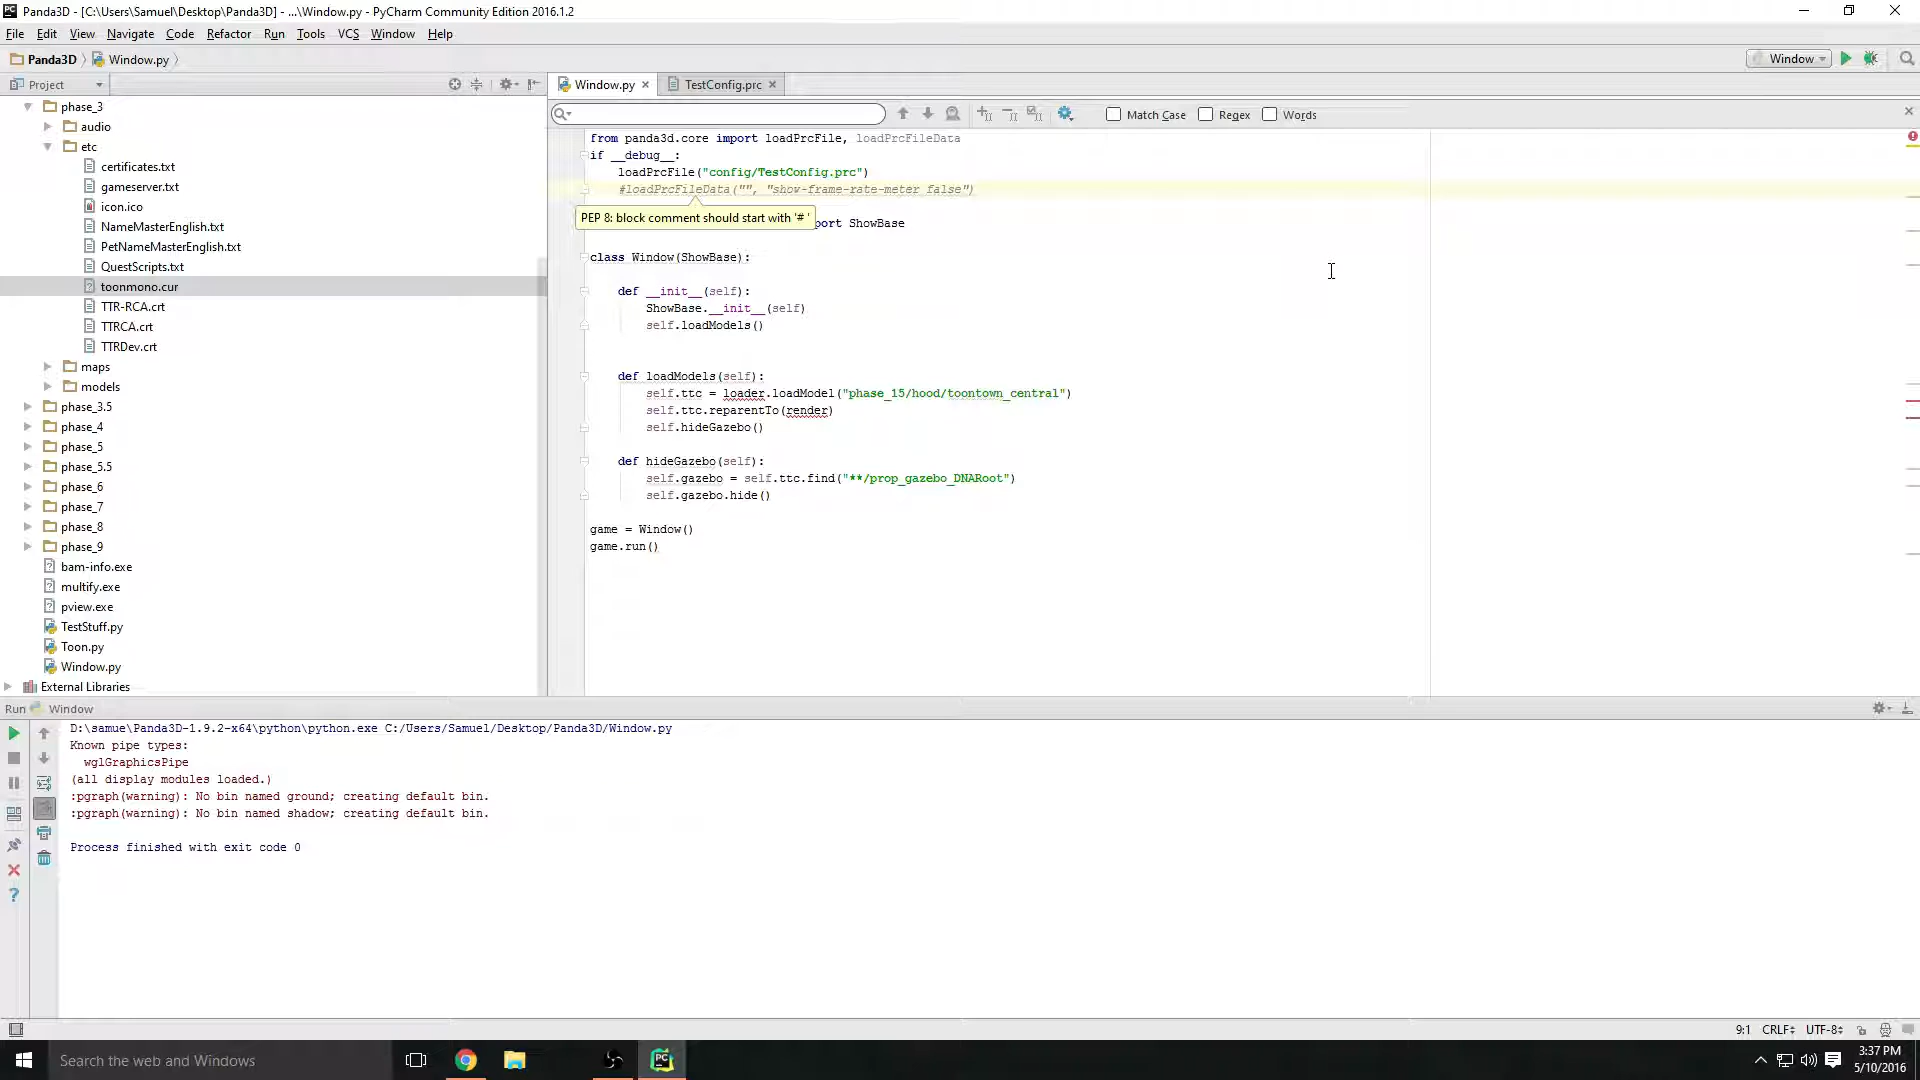 Panda3D - [C:\Users\Samuel\Desktop\Panda3D] - ...\Window.py - PyCharm Community Edition 2016.1.2
File Edit View Navigate Code Refactor Run Tools VCS Window Help
Panda3D Window.py
Window
Project
Window.py
TestConfig.prc
Match Case
Regex
Words
phase_3
audio
etc
certificates.txt
gameserver.txt
icon.ico
NameMasterEnglish.txt
PetNameMasterEnglish.txt
QuestScripts.txt
toonmono.cur
TTR-RCA.crt
TTRCA.crt
TTRDev.crt
maps
models
phase_3.5
phase_4
phase_5
phase_5.5
phase_6
phase_7
phase_8
phase_9
bam-info.exe
multify.exe
pview.exe
TestStuff.py
Toon.py
Window.py
External Libraries
from panda3d.core import loadPrcFile, loadPrcFileData
if __debug__:
loadPrcFile("config/TestConfig.prc")
#loadPrcFileData("", "show-frame-rate-meter false")
PEP 8: block comment should start with '# '
port ShowBase
class Window(ShowBase):
def __init__(self):
ShowBase.__init__(self)
self.loadModels()
def loadModels(self):
self.ttc = loader.loadModel("phase_15/hood/toontown_central")
self.ttc.reparentTo(render)
self.hideGazebo()
def hideGazebo(self):
self.gazebo = self.ttc.find("**/prop_gazebo_DNARoot")
self.gazebo.hide()
game = Window()
game.run()
Run Window
D:\samue\Panda3D-1.9.2-x64\python\python.exe C:/Users/Samuel/Desktop/Panda3D/Window.py
Known pipe types:
wglGraphicsPipe
(all display modules loaded.)
:pgraph(warning): No bin named ground; creating default bin.
:pgraph(warning): No bin named shadow; creating default bin.
Process finished with exit code 0
9:1 CRLF UTF-8
Search the web and Windows
3:37 PM
5/10/2016